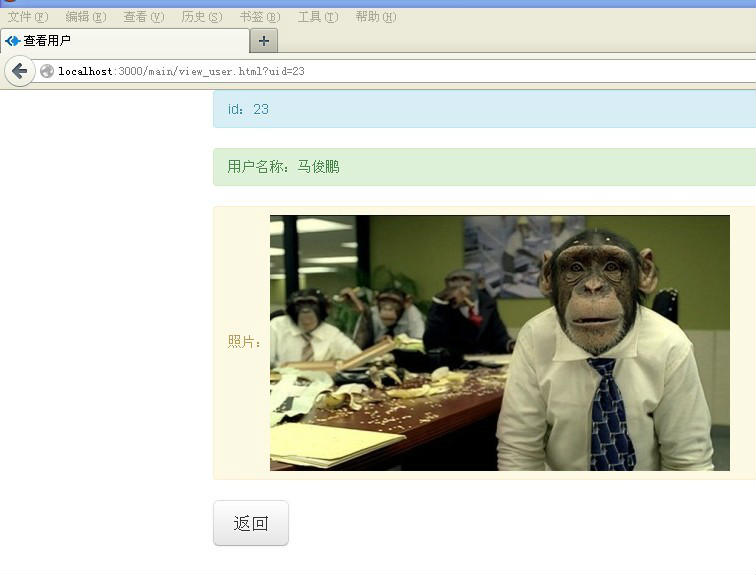 文件(F) 编辑(E) 查看(V) 历史(S) 书签(B) 工具(T) 帮助(H)
查看用户 +
localhost:3000/main/view_user.html?uid=23
id：23
用户名称：马俊鹏
照片：
返回